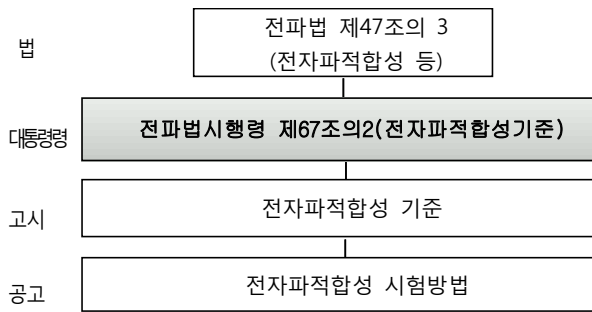 법
전파법 제47조의 3
(전자파적합성 등)
대통령령
전파법시행령 제67조의2(전자파적합성기준)
고시
전자파적합성 기준
공고
전자파적합성 시험방법